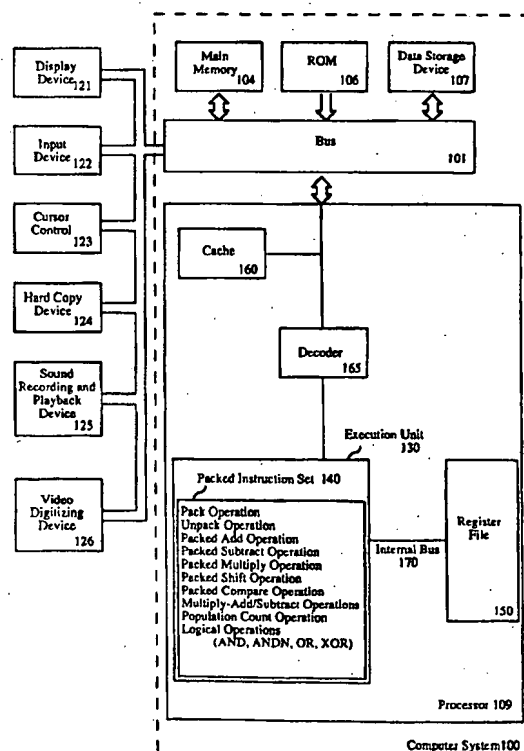 Display
Device
121
Input
Device
122
Cursor
Control
123
Hard Copy
Device
124
Sound
Recording and
Playback
Device
125
Video
Digitizing
Device
126
Main
Memory
104
ROM
106
Data Storage
Device
107
Bus
101
Cache
160
Decoder
165
Execution Unit
130
Packed Instruction Set 140
Pack Operation
Unpack Operation
Packed Add Operation
Packed Subtract Operation
Packed Multiply Operation
Packed Shift Operation
Packed Compare Operation
Multiply-Add/Subtract Operations
Population Count Operation
Logical Operations
(AND, ANDN, OR, XOR)
Internal Bus
170
Register
File
150
Processor 109
Computer System100